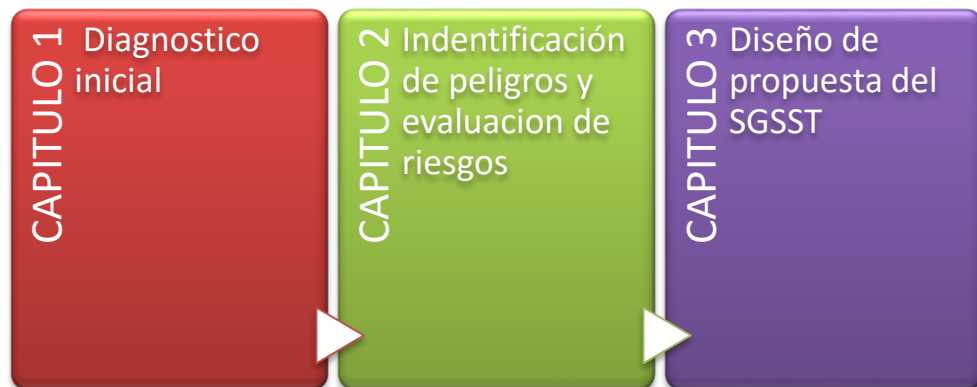 CAPITULO 1
Diagnostico
inicial
CAPITULO 2
Indentificación
de peligros y
evaluacion de
riesgos
CAPITULO 3
Diseño de
propuesta del
SGSST